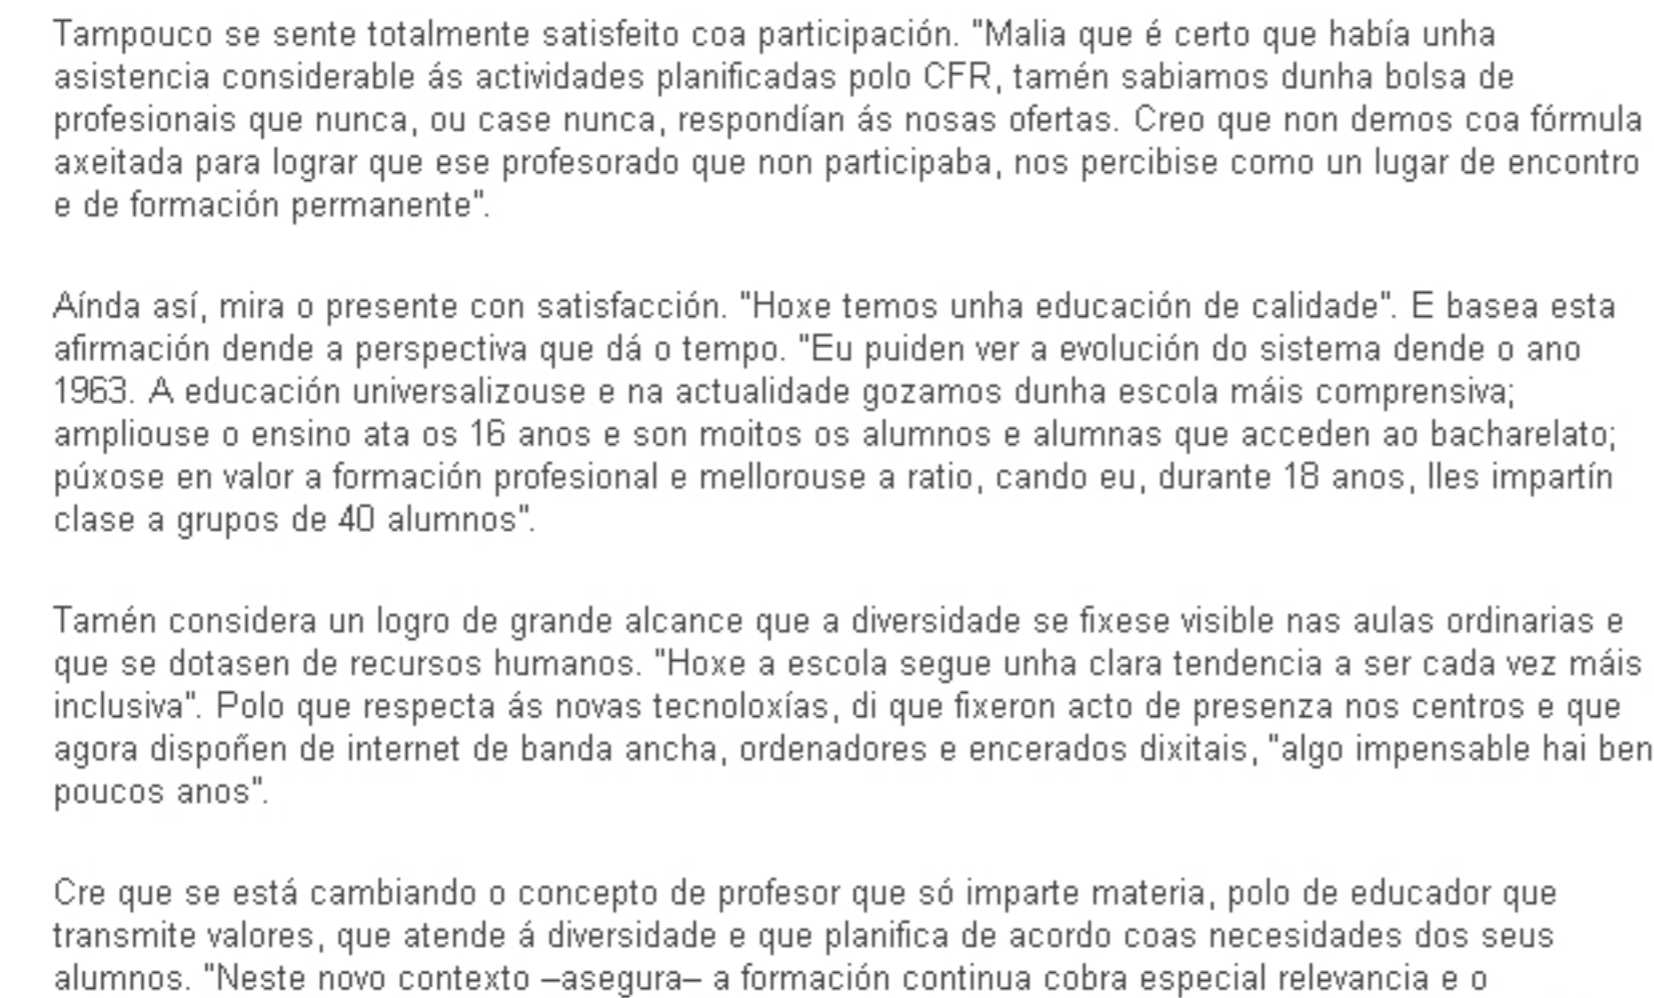 Tampouco se sente totalmente satisfeito coa participación. "Malia que é certo que había unha
asistencia considerable ás actividades planificadas polo CFR, tamén sabiamos dunha bolsa de
profesionais que nunca, ou case nunca, respondían ás nosas ofertas. Creo que non demos coa fórmula
axeitada para lograr que ese profesorado que non participaba, nos percibise como un lugar de encontro
e de formación permanente".
Aínda así, mira o presente con satisfacción. "Hoxe temos unha educación de calidade". E basea esta
afirmación dende a perspectiva que dá o tempo. "Eu puiden ver a evolución do sistema dende o ano
1963. A educación universalizouse e na actualidade gozamos dunha escola máis comprensiva;
ampliouse o ensino ata os 16 anos e son moitos os alumnos e alumnas que acceden ao bacharelato;
púxose en valor a formación profesional e mellorouse a ratio, cando eu, durante 18 anos, lles impartín
clase a grupos de 40 alumnos".
Tamén considera un logro de grande alcance que a diversidade se fixese visible nas aulas ordinarias e
que se dotasen de recursos humanos. "Hoxe a escola segue unha clara tendencia a ser cada vez máis
inclusiva". Polo que respecta ás novas tecnoloxías, di que fixeron acto de presenza nos centros e que
agora dispoñen de internet de banda ancha, ordenadores e encerados dixitais, "algo impensable hai ben
poucos anos".
Cre que se está cambiando o concepto de profesor que só imparte materia, polo de educador que
transmite valores, que atende á diversidade e que planifica de acordo coas necesidades dos seus
alumnos. "Neste novo contexto –asegura– a formación continua cobra especial relevancia e o